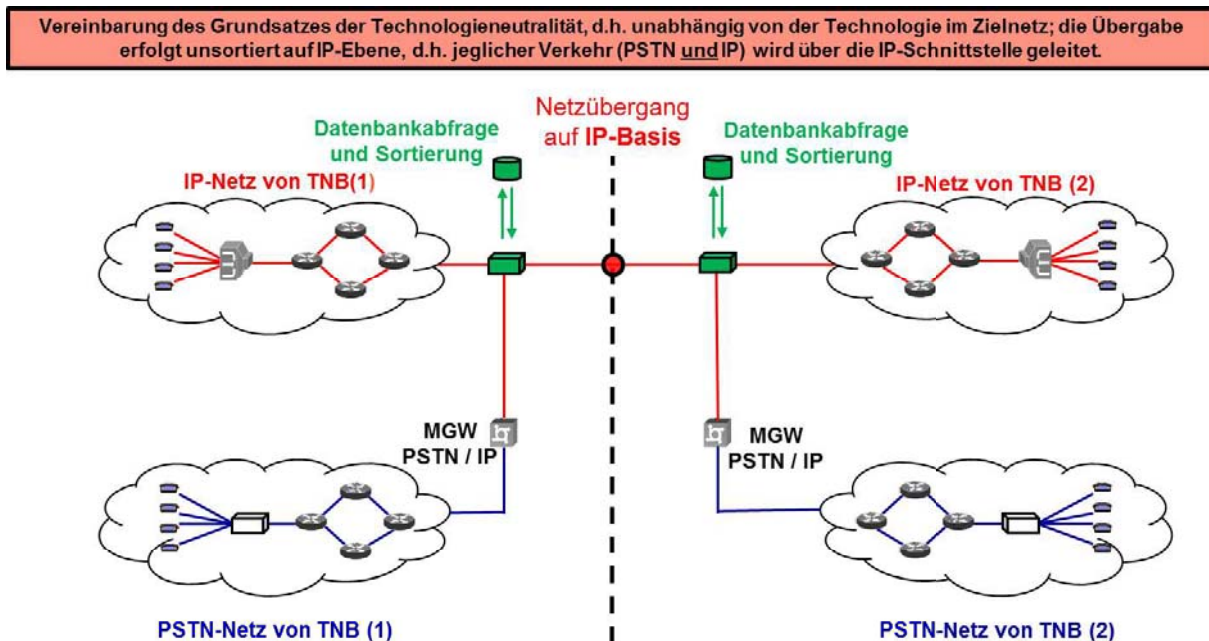 Vereinbarung des Grundsatzes der Technologieneutralität, d.h. unabhängig von der Technologie im Zielnetz; die Übergabe
erfolgt unsortiert auf IP-Ebene, d.h. jeglicher Verkehr (PSTN und IP) wird über die IP-Schnittstelle geleitet.
Netzübergang
auf IP-Basis
Datenbankabfrage
und Sortierung
Datenbankabfrage
und Sortierung
IP-Netz von TNB(1)
IP-Netz von TNB (2)
MGW
PSTN / IP
MGW
PSTN / IP
PSTN-Netz von TNB (1)
PSTN-Netz von TNB (2)